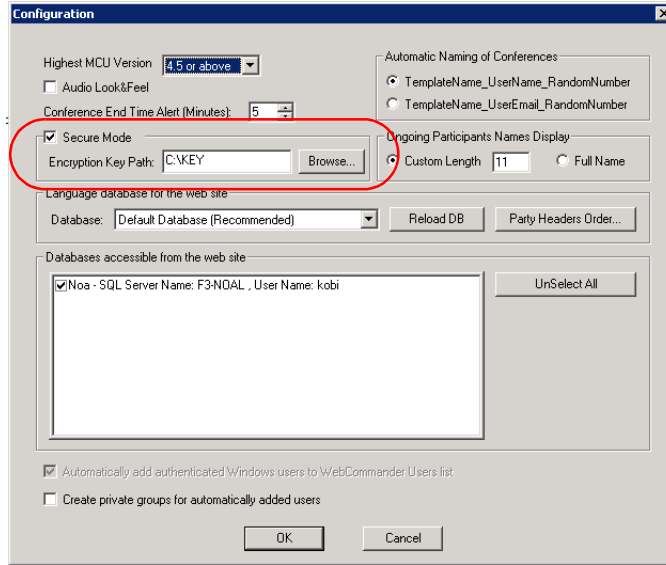 Configuration
Highest MCU Version 4.5 or above
Audio Look&Feel
Conference End Time Alert (Minutes): 5
Automatic Naming of Conferences
TemplateName_UserName_RandomNumber
TemplateName_UserEmail_RandomNumber
Secure Mode
Encryption Key Path: C:\KEY Browse...
Ongoing Participants Names Display
Custom Length 11 Full Name
Language database for the web site
Database: Default Database (Recommended) Reload DB Party Headers Order...
Databases accessible from the web site
Noa - SQL Server Name: F3-NOAL , User Name: kobi
UnSelect All
Automatically add authenticated Windows users to WebCommander Users list
Create private groups for automatically added users
OK Cancel